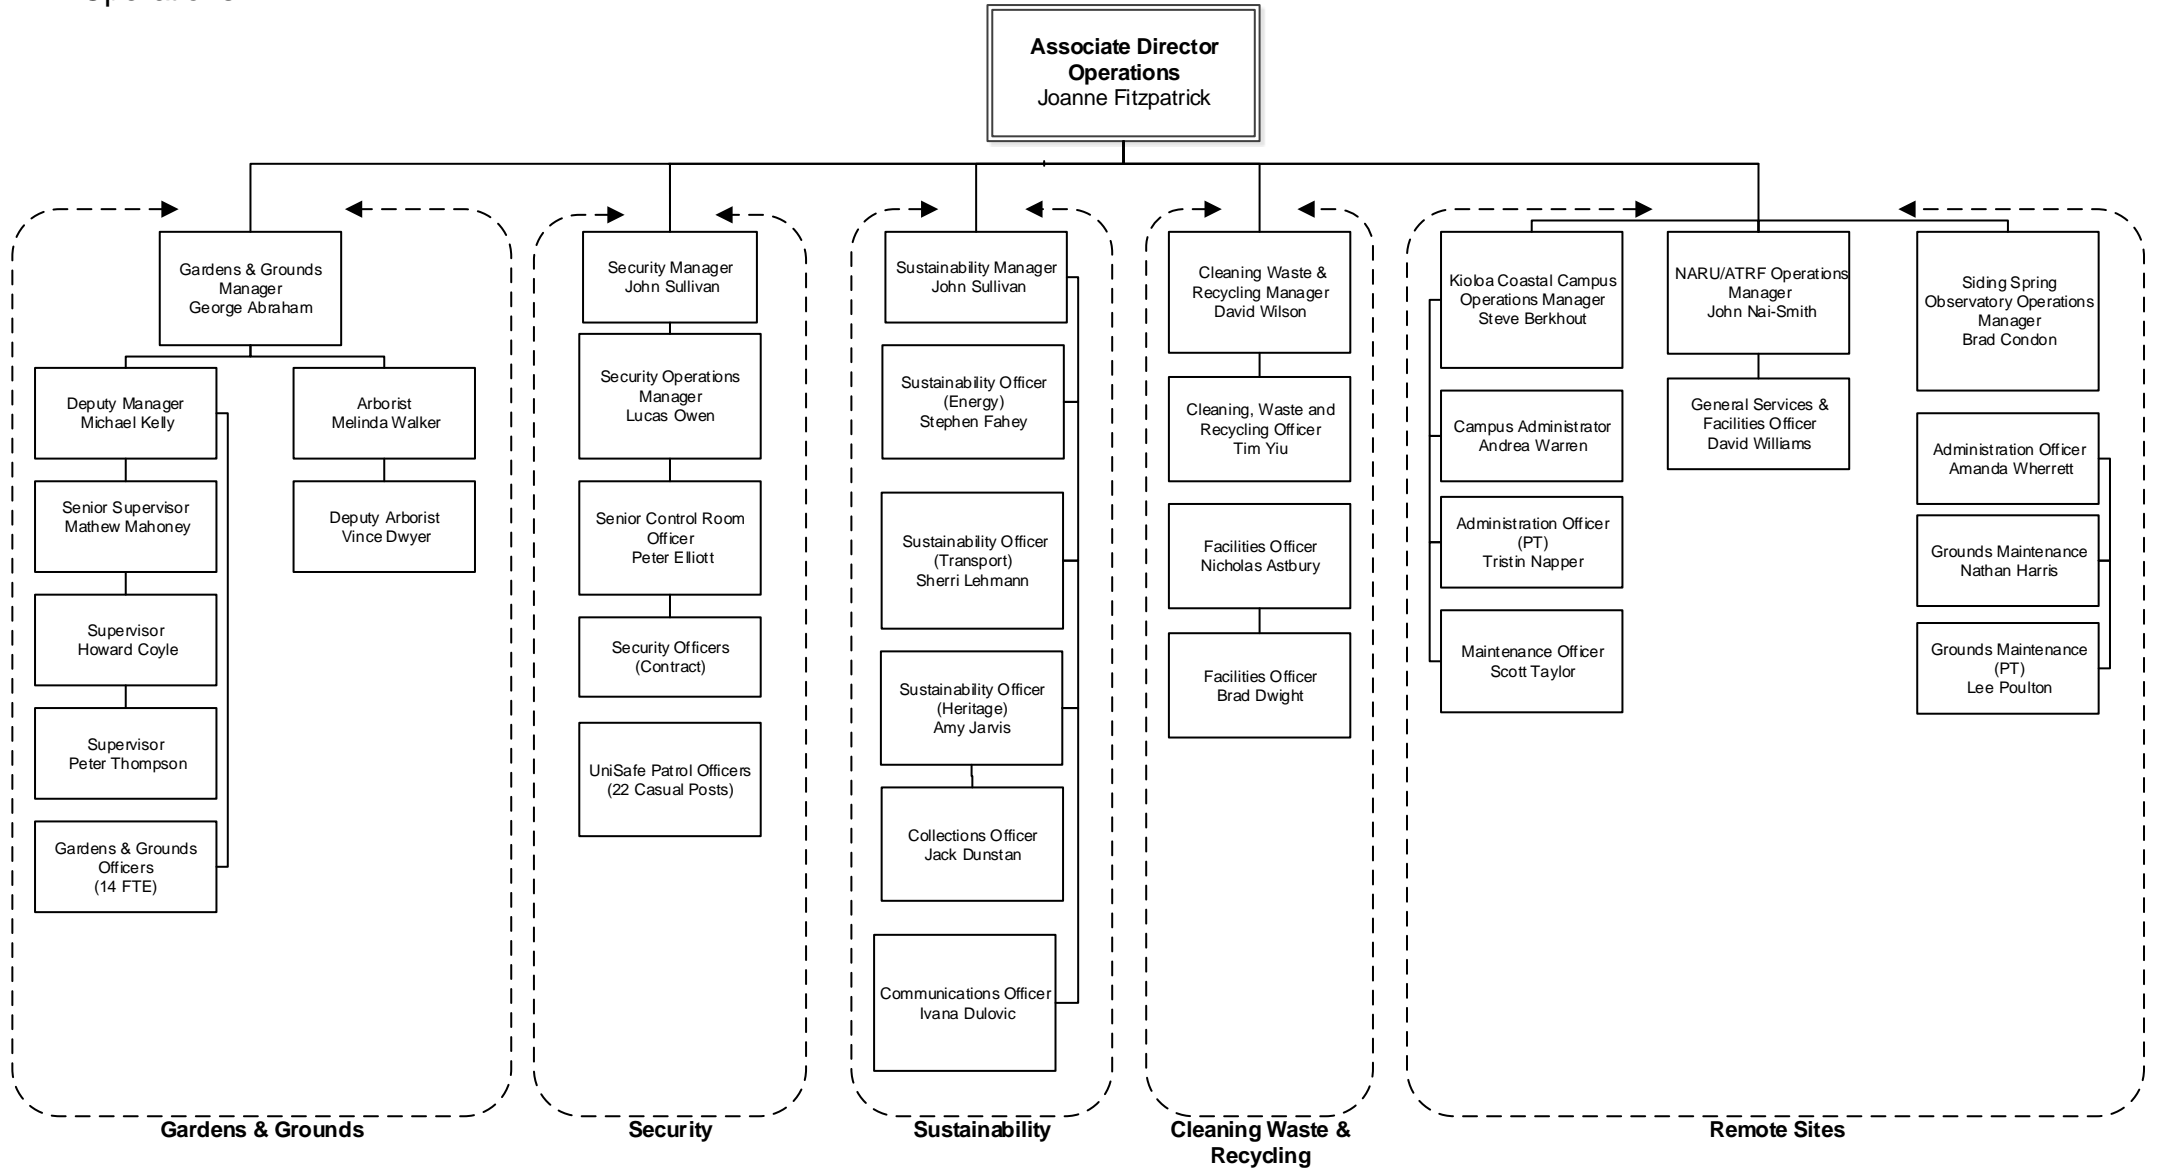 Associate Director
Operations
Joanne Fitzpatrick
Gardens & Grounds
Manager
George Abraham
Deputy Manager
Michael Kelly
Arborist
Melinda Walker
Senior Supervisor
Mathew Mahoney
Deputy Arborist
Vince Dwyer
Supervisor
Howard Coyle
Supervisor
Peter Thompson
Gardens & Grounds
Officers
(14 FTE)
Gardens & Grounds
Security Manager
John Sullivan
Security Operations
Manager
Lucas Owen
Senior Control Room
Officer
Peter Elliott
Security Officers
(Contract)
UniSafe Patrol Officers
(22 Casual Posts)
Security
Sustainability Manager
John Sullivan
Sustainability Officer
(Energy)
Stephen Fahey
Sustainability Officer
(Transport)
Sherri Lehmann
Sustainability Officer
(Heritage)
Amy Jarvis
Collections Officer
Jack Dunstan
Communications Officer
Ivana Dulovic
Sustainability
Cleaning Waste &
Recycling Manager
David Wilson
Cleaning, Waste and
Recycling Officer
Tim Yiu
Facilities Officer
Nicholas Astbury
Facilities Officer
Brad Dwight
Cleaning Waste &
Recycling
Kioloa Coastal Campus
Operations Manager
Steve Berkhout
Campus Administrator
Andrea Warren
Administration Officer
(PT)
Tristin Napper
Maintenance Officer
Scott Taylor
NARU/ATRF Operations
Manager
John Nai-Smith
General Services &
Facilities Officer
David Williams
Siding Spring
Observatory Operations
Manager
Brad Condon
Administration Officer
Amanda Wherrett
Grounds Maintenance
Nathan Harris
Grounds Maintenance
(PT)
Lee Poulton
Remote Sites